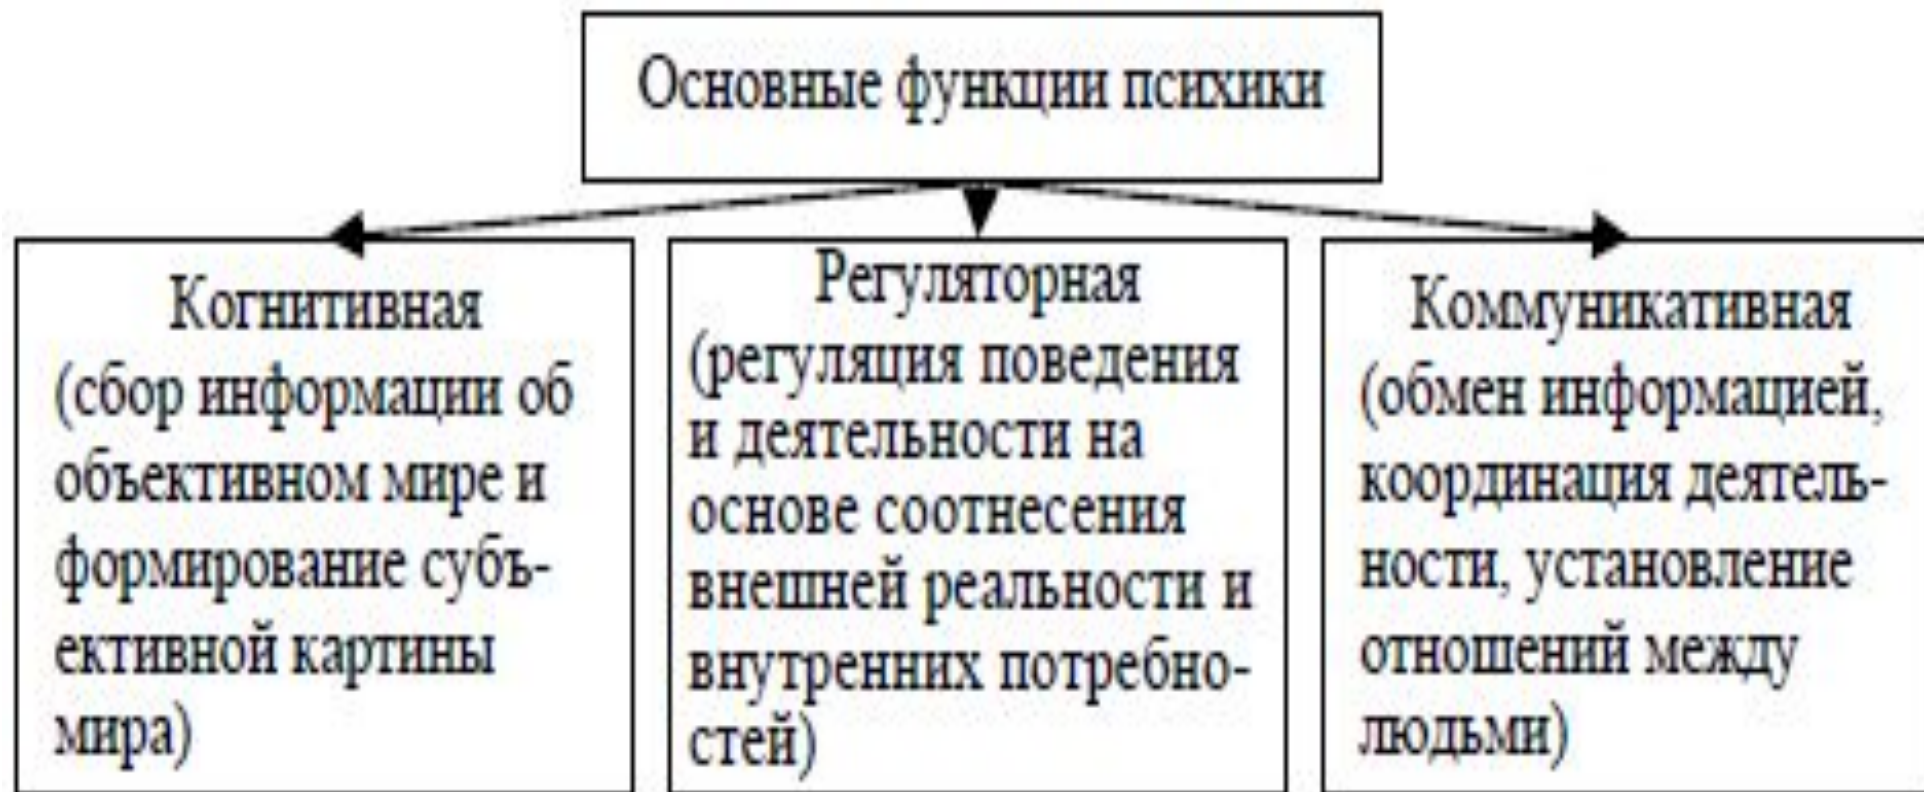 Основные функции психики
Когнитивная
(сбор информации об
объективном мире и
формирование субъ-
ективной картины
мира)
Регуляторная
(регуляция поведения
и деятельности на
основе соотнесения
внешней реальности и
внутренних потребно-
стей)
Коммуникативная
(обмен информацией,
координация деятель-
ности, установление
отношений между
людьми)